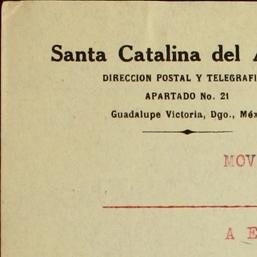 Santa Catalina del
DIRECCION POSTAL Y TELEGRAFI
APARTADO No. 21
Guadalupe Victoria, Dgo., Méx
MOV
A E